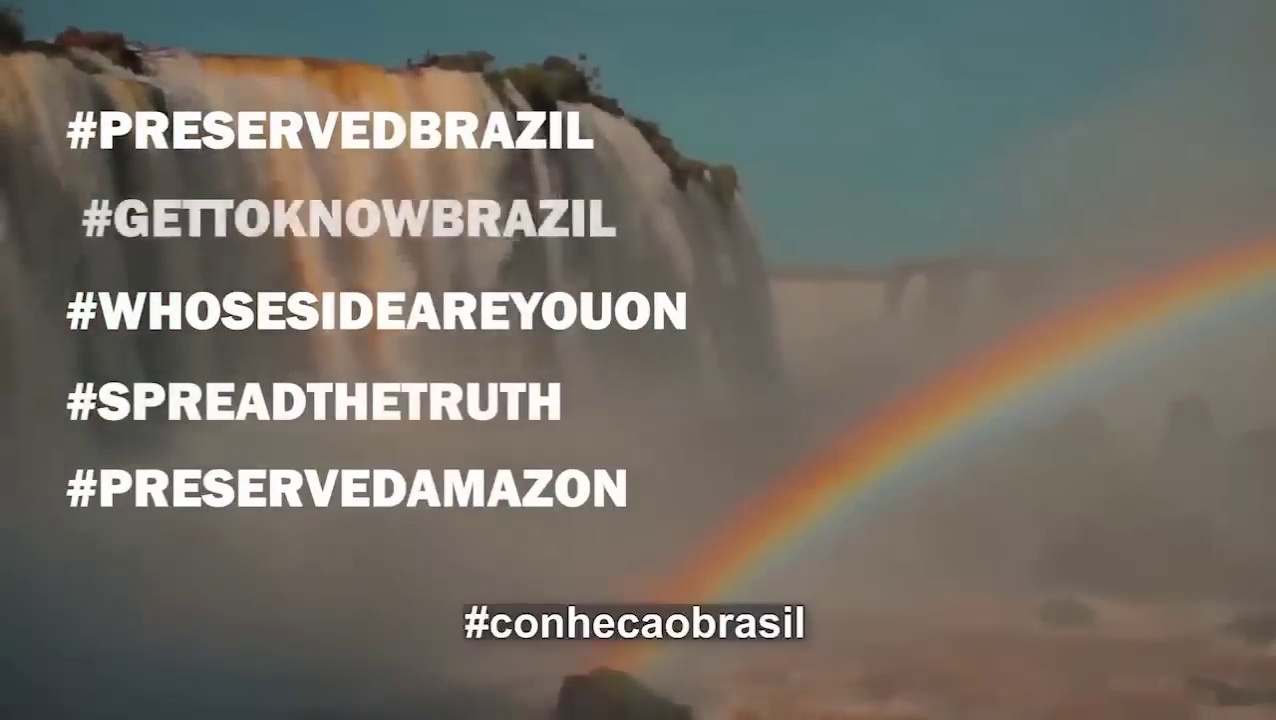 #PRESERVEDBRAZIL
#GETTOKNOWBRAZIL
#WHOSESIDEAREYOUON
#SPREADTHETRUTH
#PRESERVEDAMAZON
#conhecaobrasil